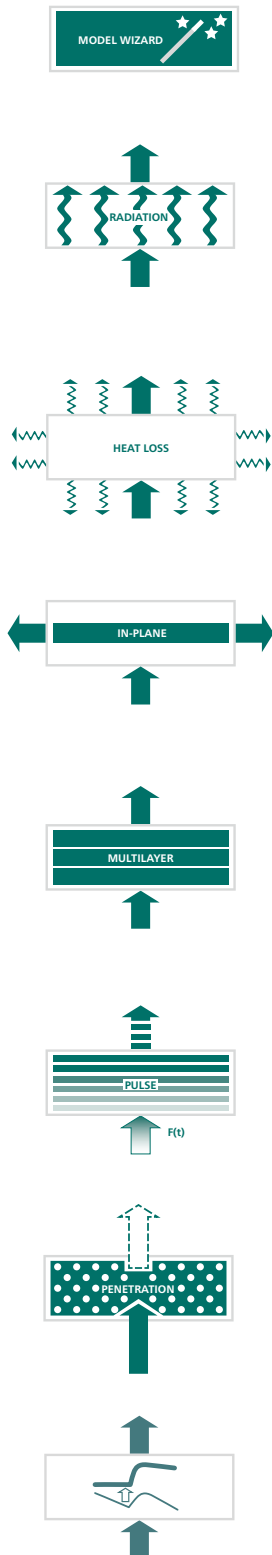 MODEL WIZARD
RADIATION
HEAT LOSS
IN-PLANE
MULTILAYER
PULSE
F(t)
PENETRATION